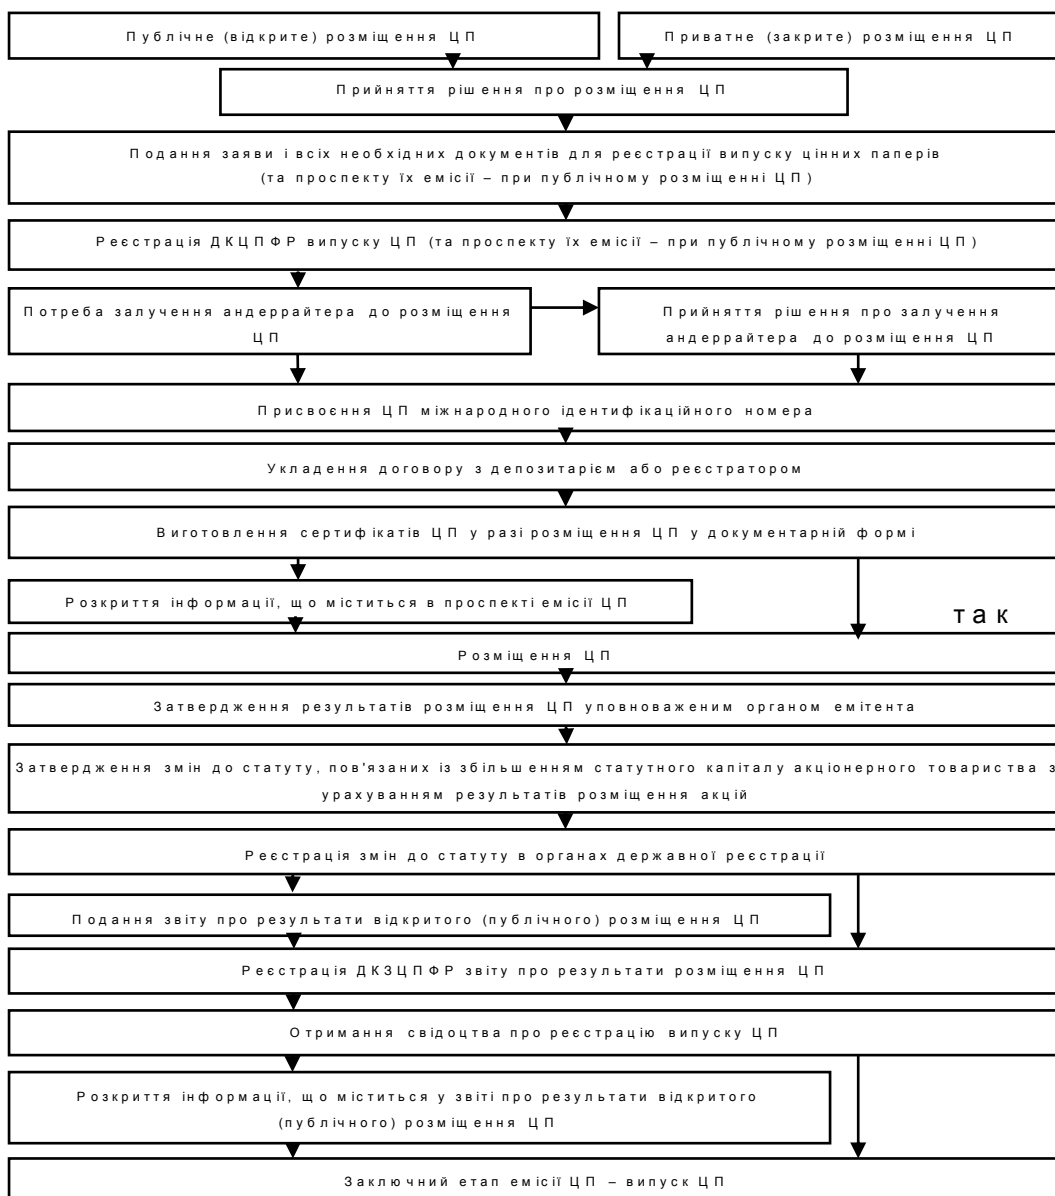 Публічне (відкрите) розміщення ЦП
Приватне (закрите) розміщення ЦП
Прийняття рішення про розміщення ЦП
Подання заяви і всіх необхідних документів для реєстрації випуску цінних паперів
(та проспекту їх емісії – при публічному розміщенні ЦП)
Реєстрація ДКЦПФР випуску ЦП (та проспекту їх емісії – при публічному розміщенні ЦП)
Потреба залучення андеррайтера до розміщення
ЦП
Прийняття рішення про залучення
андеррайтера до розміщення ЦП
Присвоєння ЦП міжнародного ідентифікаційного номера
Укладення договору з депозитарієм або реєстратором
Виготовлення сертифікатів ЦП у разі розміщення ЦП у документарній формі
Розкриття інформації, що міститься в проспекті емісії ЦП
так
Розміщення ЦП
Затвердження результатів розміщення ЦП уповноваженим органом емітента
Затвердження змін до статуту, пов'язаних із збільшенням статутного капіталу акціонерного товариства з
урахуванням результатів розміщення акцій
Реєстрація змін до статуту в органах державної реєстрації
Подання звіту про результати відкритого (публічного) розміщення ЦП
Реєстрація ДКЗЦПФР звіту про результати розміщення ЦП
Отримання свідоцтва про реєстрацію випуску ЦП
Розкриття інформації, що міститься у звіті про результати відкритого
(публічного) розміщення ЦП
Заключний етап емісії ЦП – випуск ЦП